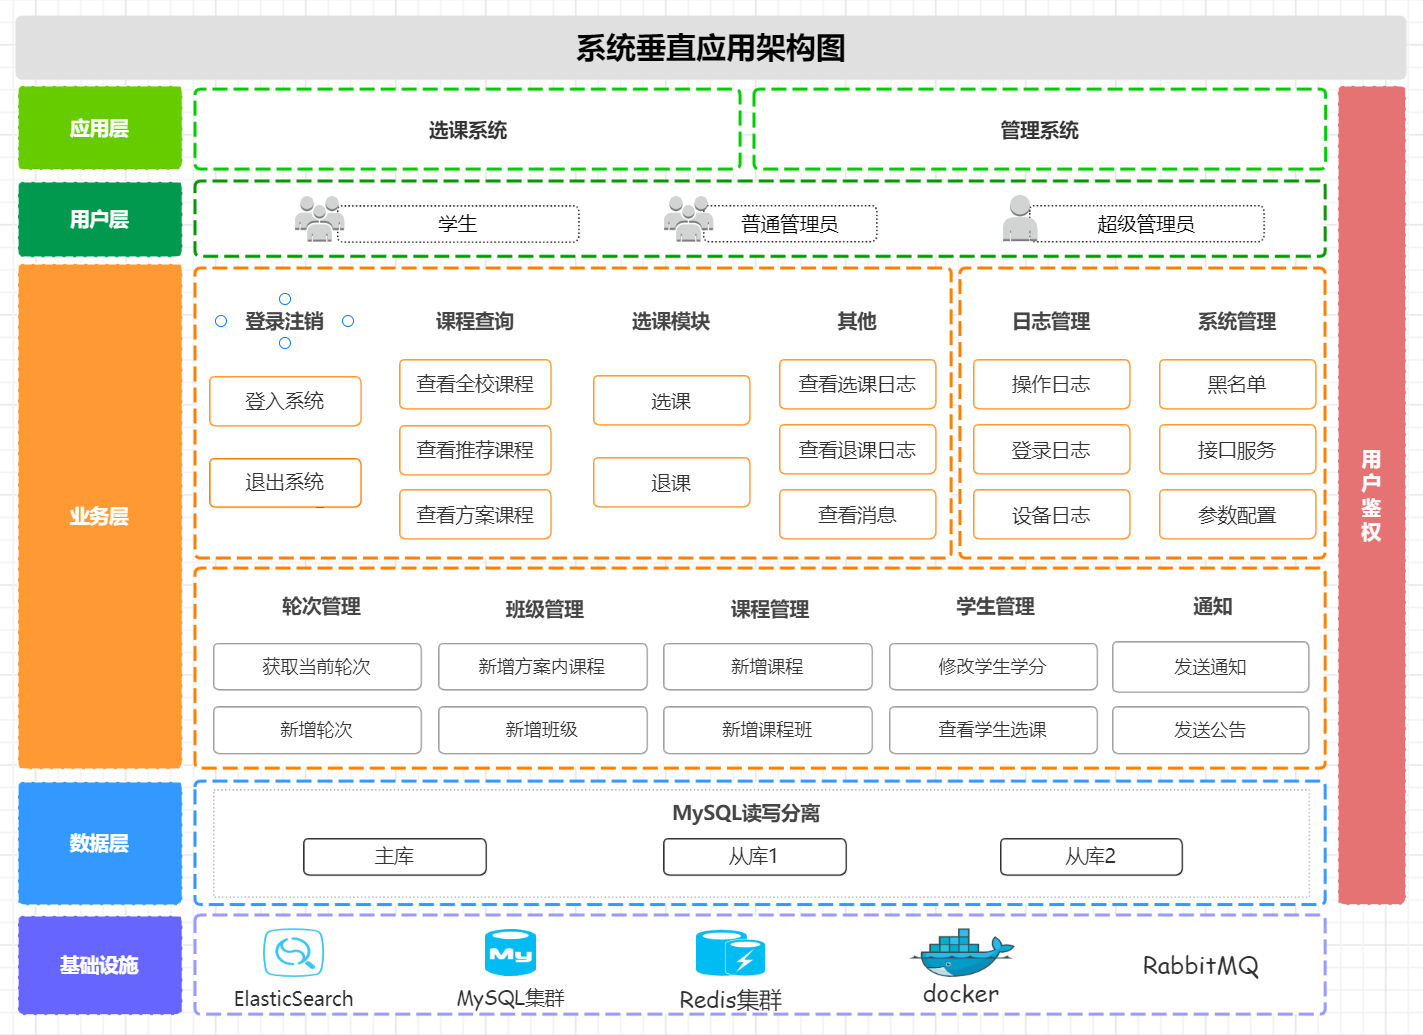 系统垂直应用架构图
应用层
选课系统
管理系统
用户层
学生
普通管理员
超级管理员
业务层
登录注销
登入系统
退出系统
课程查询
查看全校课程
查看推荐课程
查看方案课程
选课模块
选课
退课
其他
查看选课日志
查看退课日志
查看消息
日志管理
操作日志
登录日志
设备日志
系统管理
黑名单
接口服务
参数配置
轮次管理
获取当前轮次
新增轮次
班级管理
新增方案内课程
新增班级
课程管理
新增课程
新增课程班
学生管理
修改学生学分
查看学生选课
通知
发送通知
发送公告
数据层
MySQL读写分离
主库
从库1
从库2
基础设施
ElasticSearch
My
MySQL集群
Redis集群
docker
RabbitMQ
用户鉴权